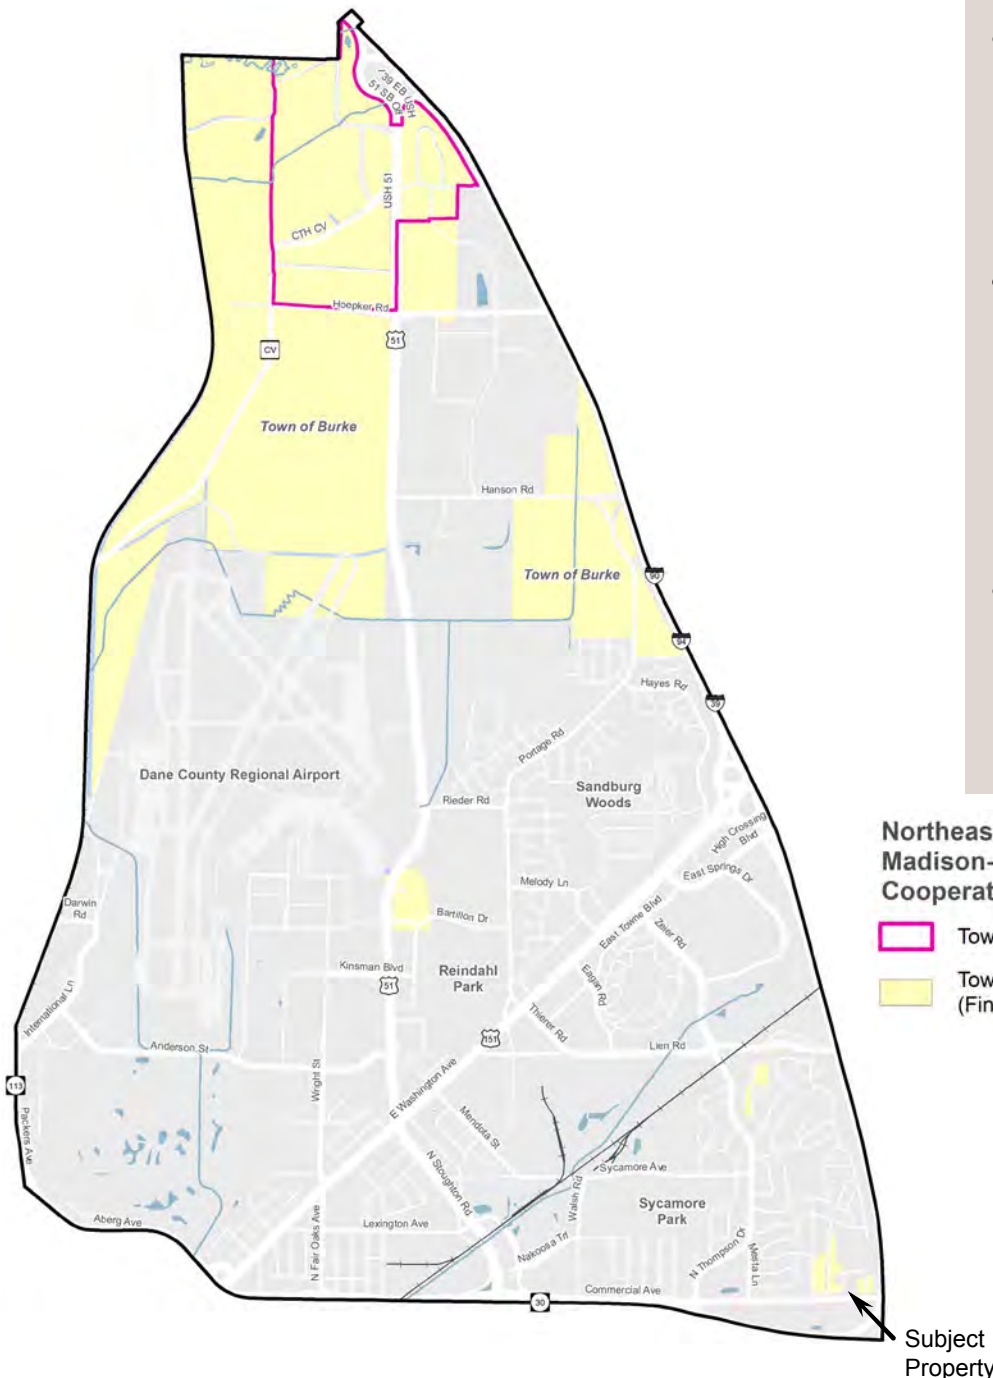 /39 EB USH
51 SB Off
USH 51
CTH CV
Hoepker Rd
51
CV
Town of Burke
Hanson Rd
Town of Burke
90
94
Hayes Rd
39
Portage Rd
Dane County Regional Airport
Sandburg
Woods
Rieder Rd
High Crossing
Blvd
East Springs Dr
Melody Ln
Darwin
Rd
East Towne Blvd
Zeier Rd
Bartillon Dr
Kinsman Blvd
Reindahl
Park
Eagan Rd
51
International Ln
Thierer Rd
151
Anderson St
Lien Rd
Wright St
E Washington Ave
113
Packers Ave
Mendota St
N Stoughton Rd
Sycamore Ave
Walsh Rd
Sycamore
Park
Aberg Ave
N Fair Oaks Ave
Lexington Ave
Nakoosa Trl
N Thompson Dr
Mesta Ln
Commercial Ave
30
Subject
Property
Northeas
Madison-
Cooperat
Tow
Tow
(Fin